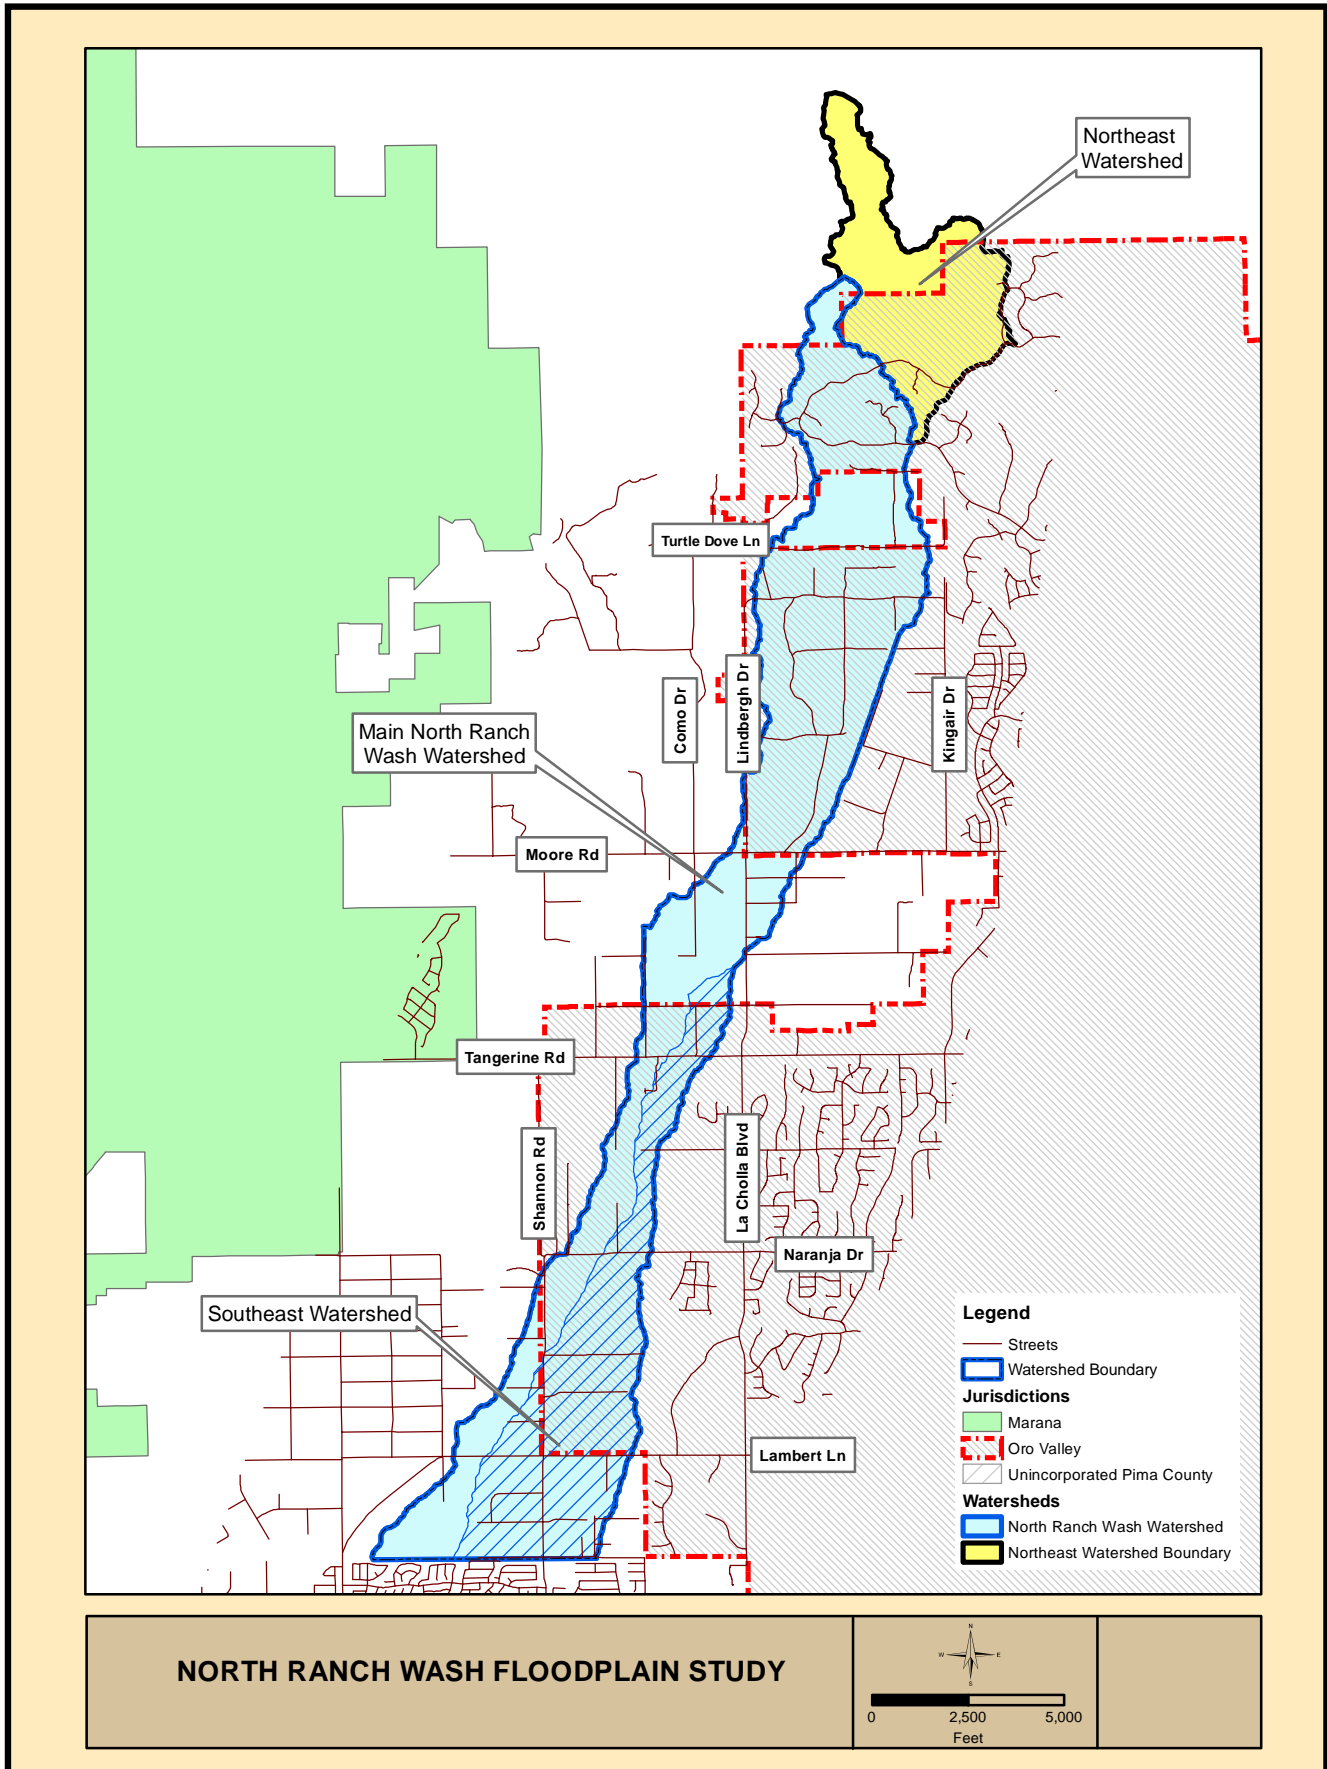 Northeast
Watershed
Turtle Dove Ln
Como Dr
Lindbergh Dr
Kingair Dr
Main North Ranch
Wash Watershed
Moore Rd
Tangerine Rd
Shannon Rd
La Cholla Blvd
Naranja Dr
Southeast Watershed
Lambert Ln
Legend
Streets
Watershed Boundary
Jurisdictions
Marana
Oro Valley
Unincorporated Pima County
Watersheds
North Ranch Wash Watershed
Northeast Watershed Boundary
NORTH RANCH WASH FLOODPLAIN STUDY
N
W E
S
0 2,500 5,000
Feet